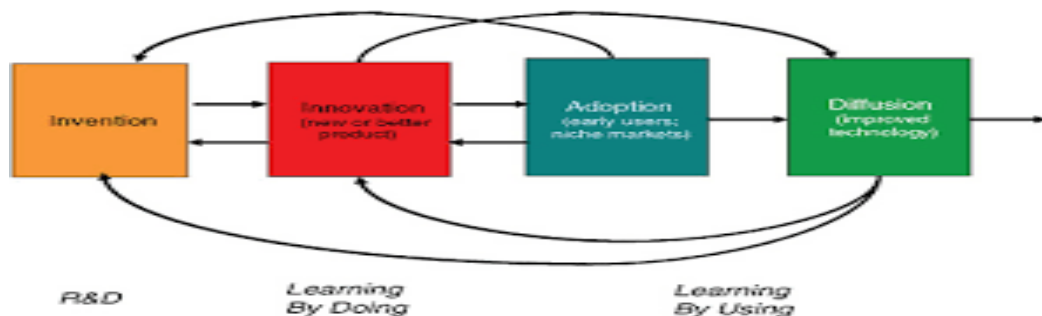 Invention
Innovation
(new or better
product)
Adoption
(early users;
niche markets)
Diffusion
(improved
technology)
R&D
Learning
By Doing
Learning
By Using